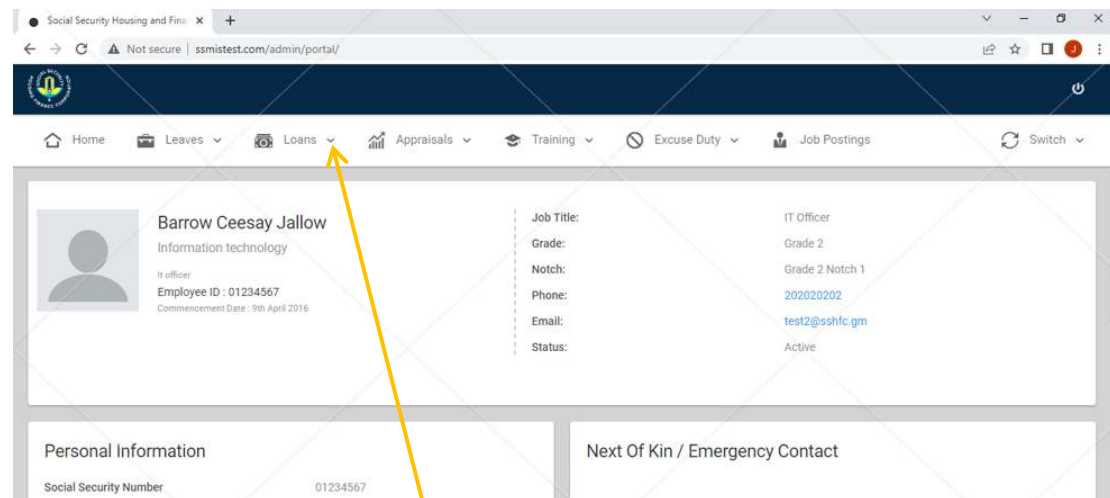 Social Security Housing and Fina
Not secure | ssmistest.com/admin/portal/
J
Home Leaves Loans Appraisals Training Excuse Duty Job Postings Switch
Barrow Ceesay Jallow
Information technology
It officer
Employee ID : 01234567
Commencement Date : 9th April 2016
Job Title: IT Officer
Grade: Grade 2
Notch: Grade 2 Notch 1
Phone: 202020202
Email: test2@sshfc.gm
Status: Active
Personal Information
Social Security Number 01234567
Next Of Kin / Emergency Contact